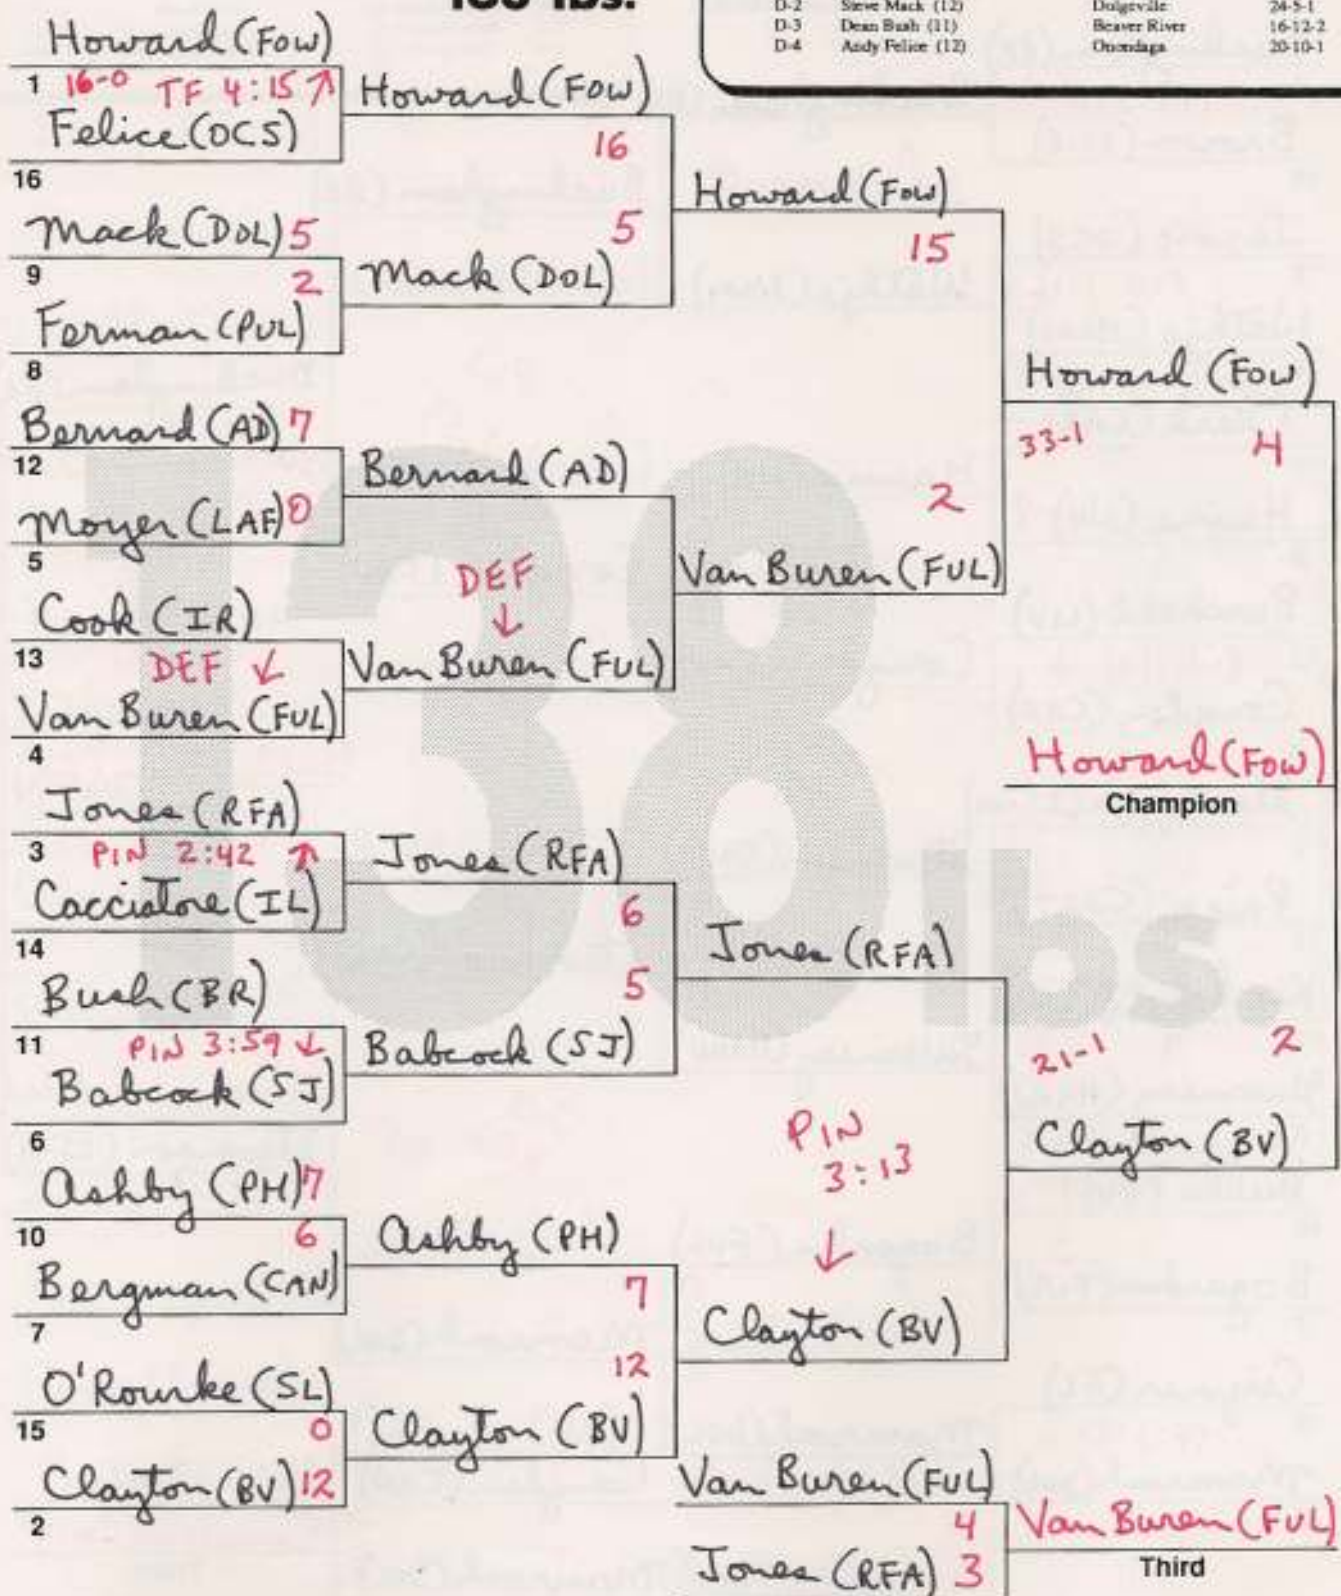 D-2 Steve Mack (12) Dolgeville 24-5-1
D-3 Dean Bush (11) Beaver River 16-12-2
D-4 Andy Felice (12) Onondaga 20-10-1
138 lbs.
Howard (FOW)
1 16-0 TF 4:15 ↑
Felice (OCS)
16
Mack (DOL) 5
9 2
Ferman (PUL)
8
Bernard (AD) 7
12
Moyer (LAF) 0
5
Cook (IR)
13 DEF ↓
Van Buren (FUL)
4
Jones (RFA)
3 PIN 2:42 ↑
Cacciatore (IL)
14
Bush (BR)
11 PIN 3:59 ↓
Babcock (SJ)
6
Ashby (PH) 7
10 6
Bergman (CAN)
7
O'Rourke (SL)
15 0
Clayton (BV) 12
2
Howard (FOW)
16
5
Mack (DOL)
Bernard (AD)
DEF
↓
Van Buren (FUL)
Jones (RFA)
6
5
Babcock (SJ)
Ashby (PH)
7
12
Clayton (BV)
Howard (FOW)
15
2
Van Buren (FUL)
Jones (RFA)
PIN
3:13
↓
Clayton (BV)
Howard (FOW)
33-1 4
21-1 2
Clayton (BV)
Howard (FOW)
Champion
Van Buren (FUL)
4
Jones (RFA) 3
Van Buren (FUL)
Third